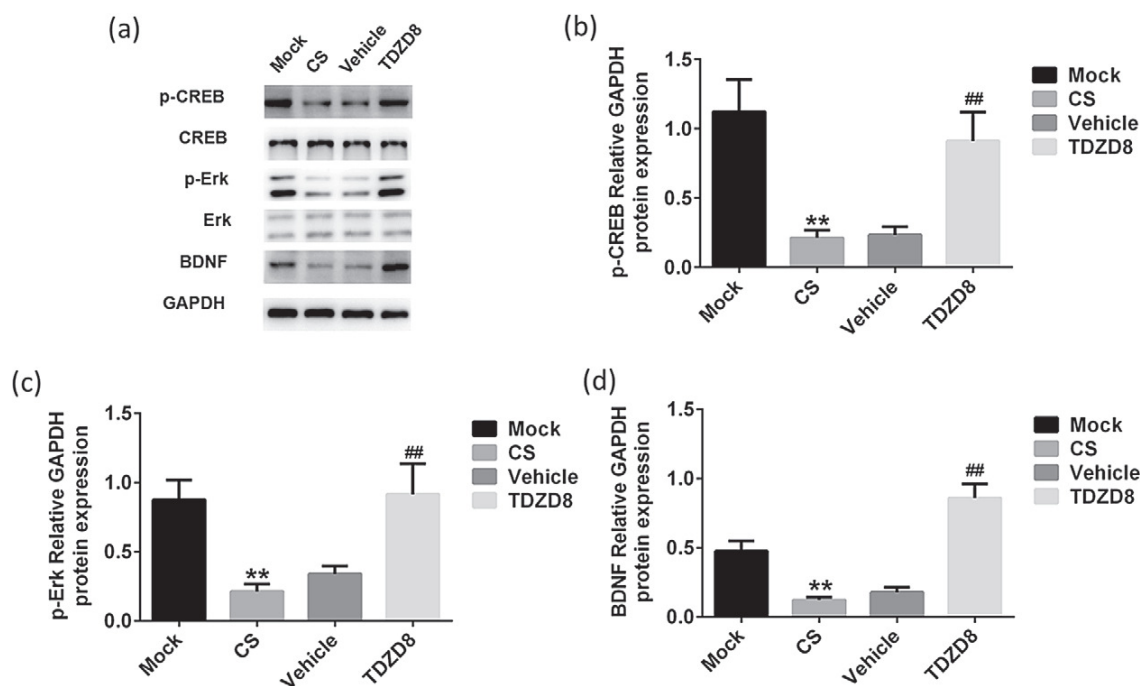 (a)
Mock
CS
Vehicle
TDZD8
p-CREB
CREB
p-Erk
Erk
BDNF
GAPDH
(b)
p-CREB Relative GAPDH
protein expression
1.5
1.0
0.5
0.0
**
##
Mock
CS
Vehicle
TDZD8
Mock
CS
Vehicle
TDZD8
(c)
p-Erk Relative GAPDH
protein expression
1.5
1.0
0.5
0.0
**
##
Mock
CS
Vehicle
TDZD8
Mock
CS
Vehicle
TDZD8
(d)
BDNF Relative GAPDH
protein expression
1.5
1.0
0.5
0.0
**
##
Mock
CS
Vehicle
TDZD8
Mock
CS
Vehicle
TDZD8